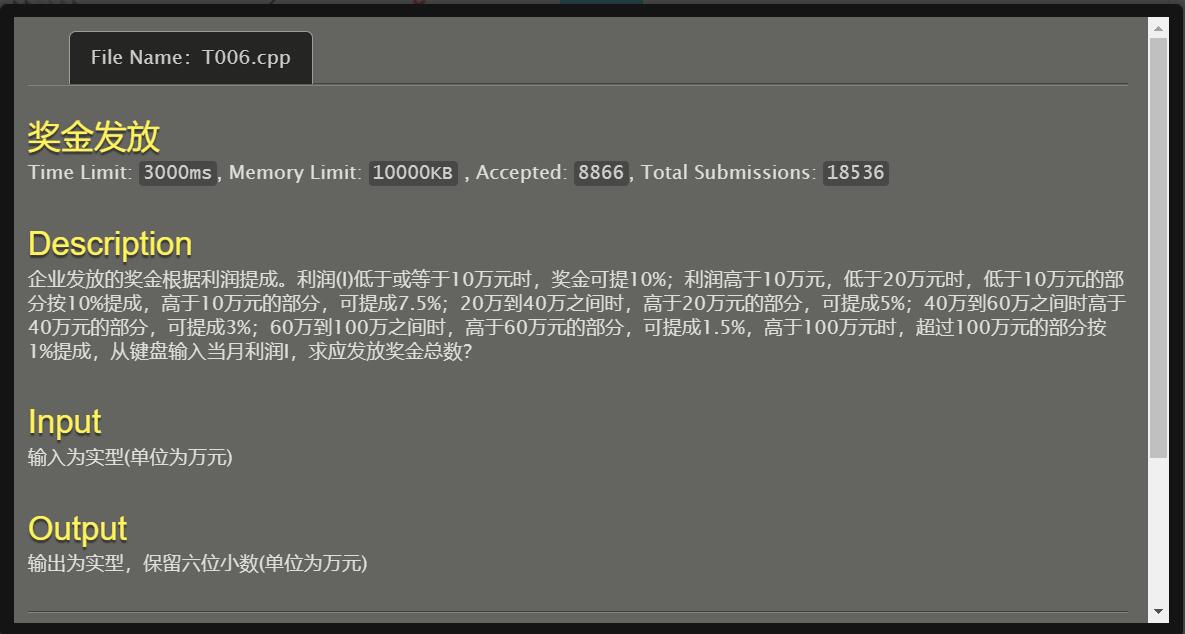 File Name：T006.cpp
奖金发放
Time Limit: 3000ms, Memory Limit: 10000KB , Accepted: 8866, Total Submissions: 18536
Description
企业发放的奖金根据利润提成。利润(I)低于或等于10万元时，奖金可提10%；利润高于10万元，低于20万元时，低于10万元的部
分按10%提成，高于10万元的部分，可提成7.5%；20万到40万之间时，高于20万元的部分，可提成5%；40万到60万之间时高于
40万元的部分，可提成3%；60万到100万之间时，高于60万元的部分，可提成1.5%，高于100万元时，超过100万元的部分按
1%提成，从键盘输入当月利润I，求应发放奖金总数?
Input
输入为实型(单位为万元)
Output
输出为实型，保留六位小数(单位为万元)